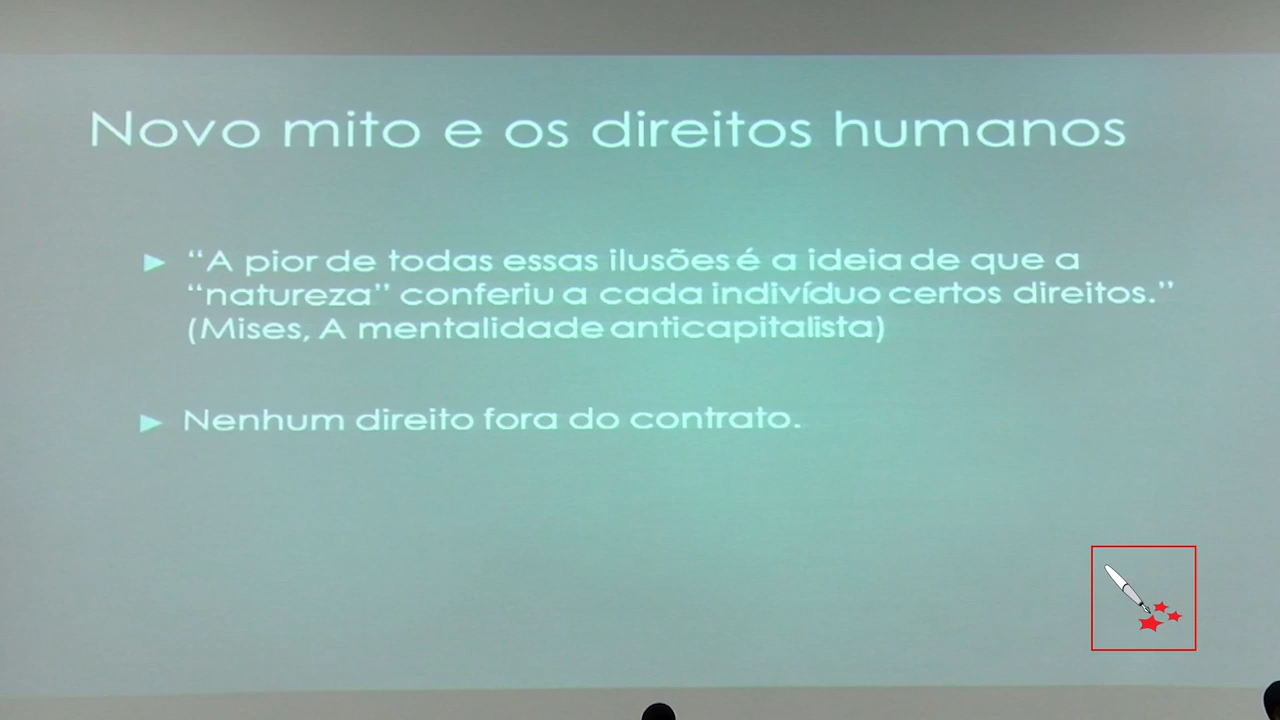 Novo mito e os direitos humanos
“A pior de todas essas ilusões é a ideia de que a
“natureza” conferiu a cada indivíduo certos direitos.”
(Mises, A mentalidade anticapitalista)
Nenhum direito fora do contrato.